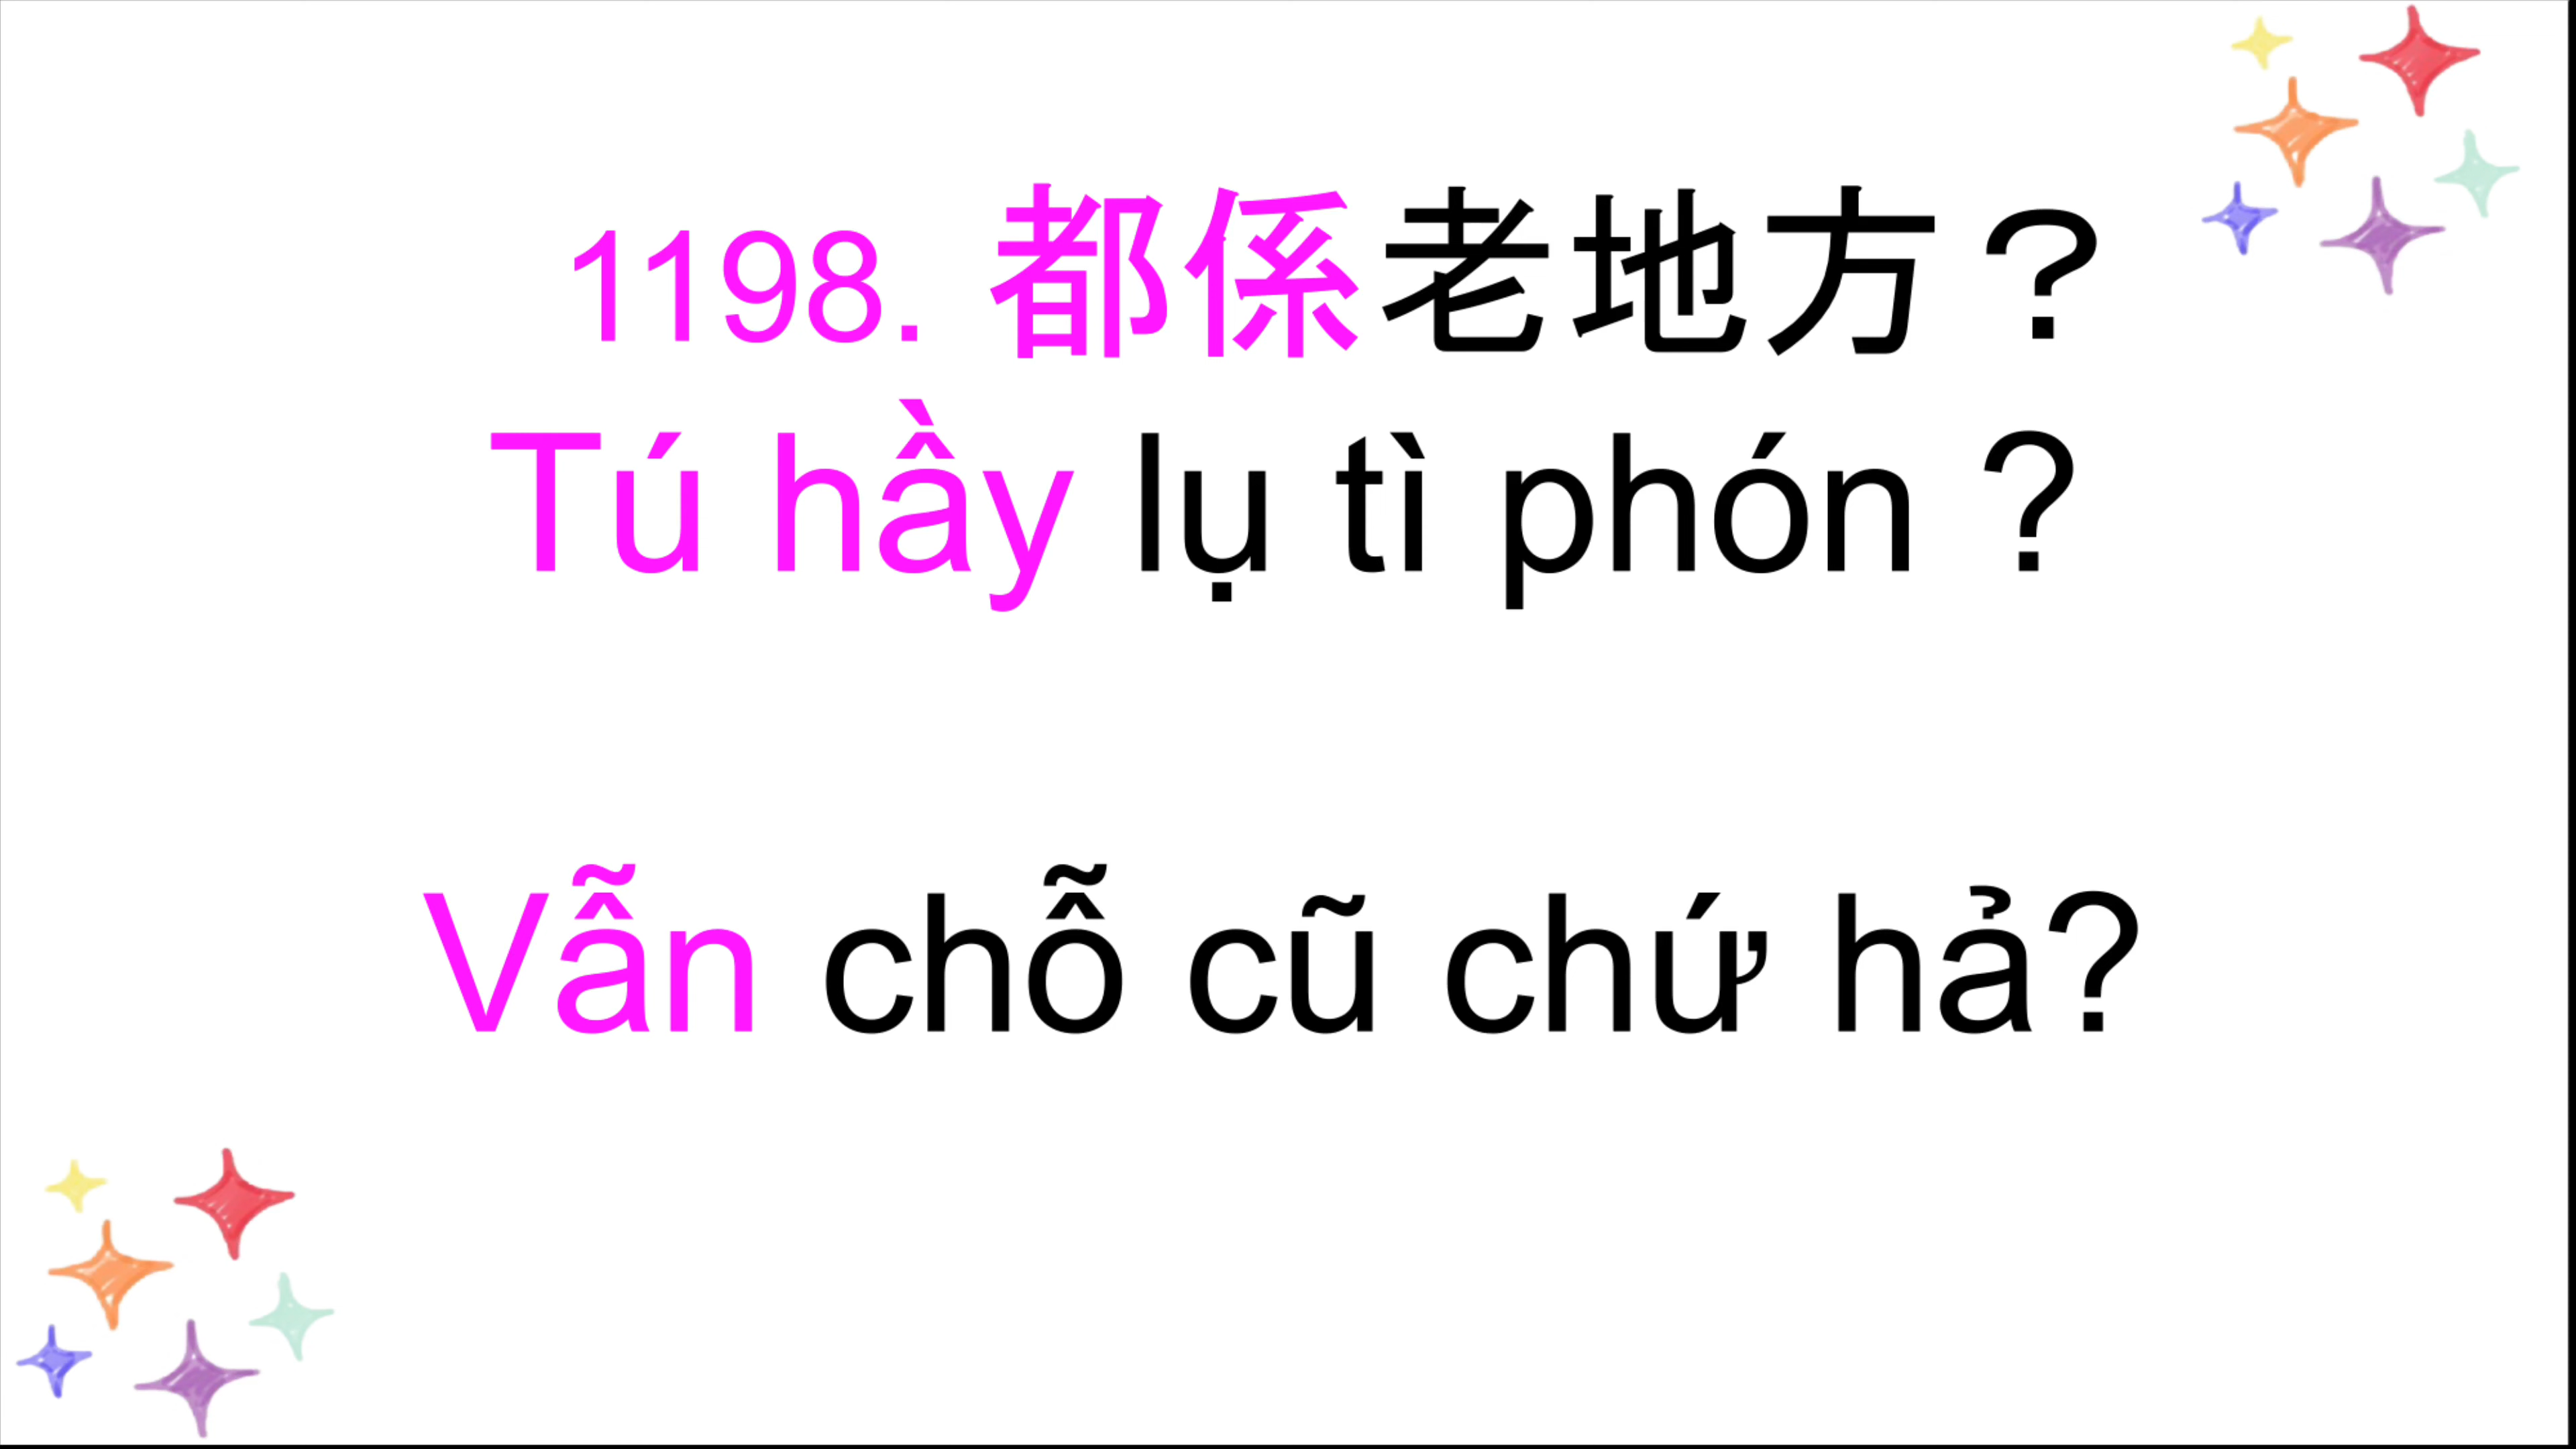 1198. 都係老地方？
Tú hầy lụ tì phón ?
Vẫn chỗ cũ chứ hả?